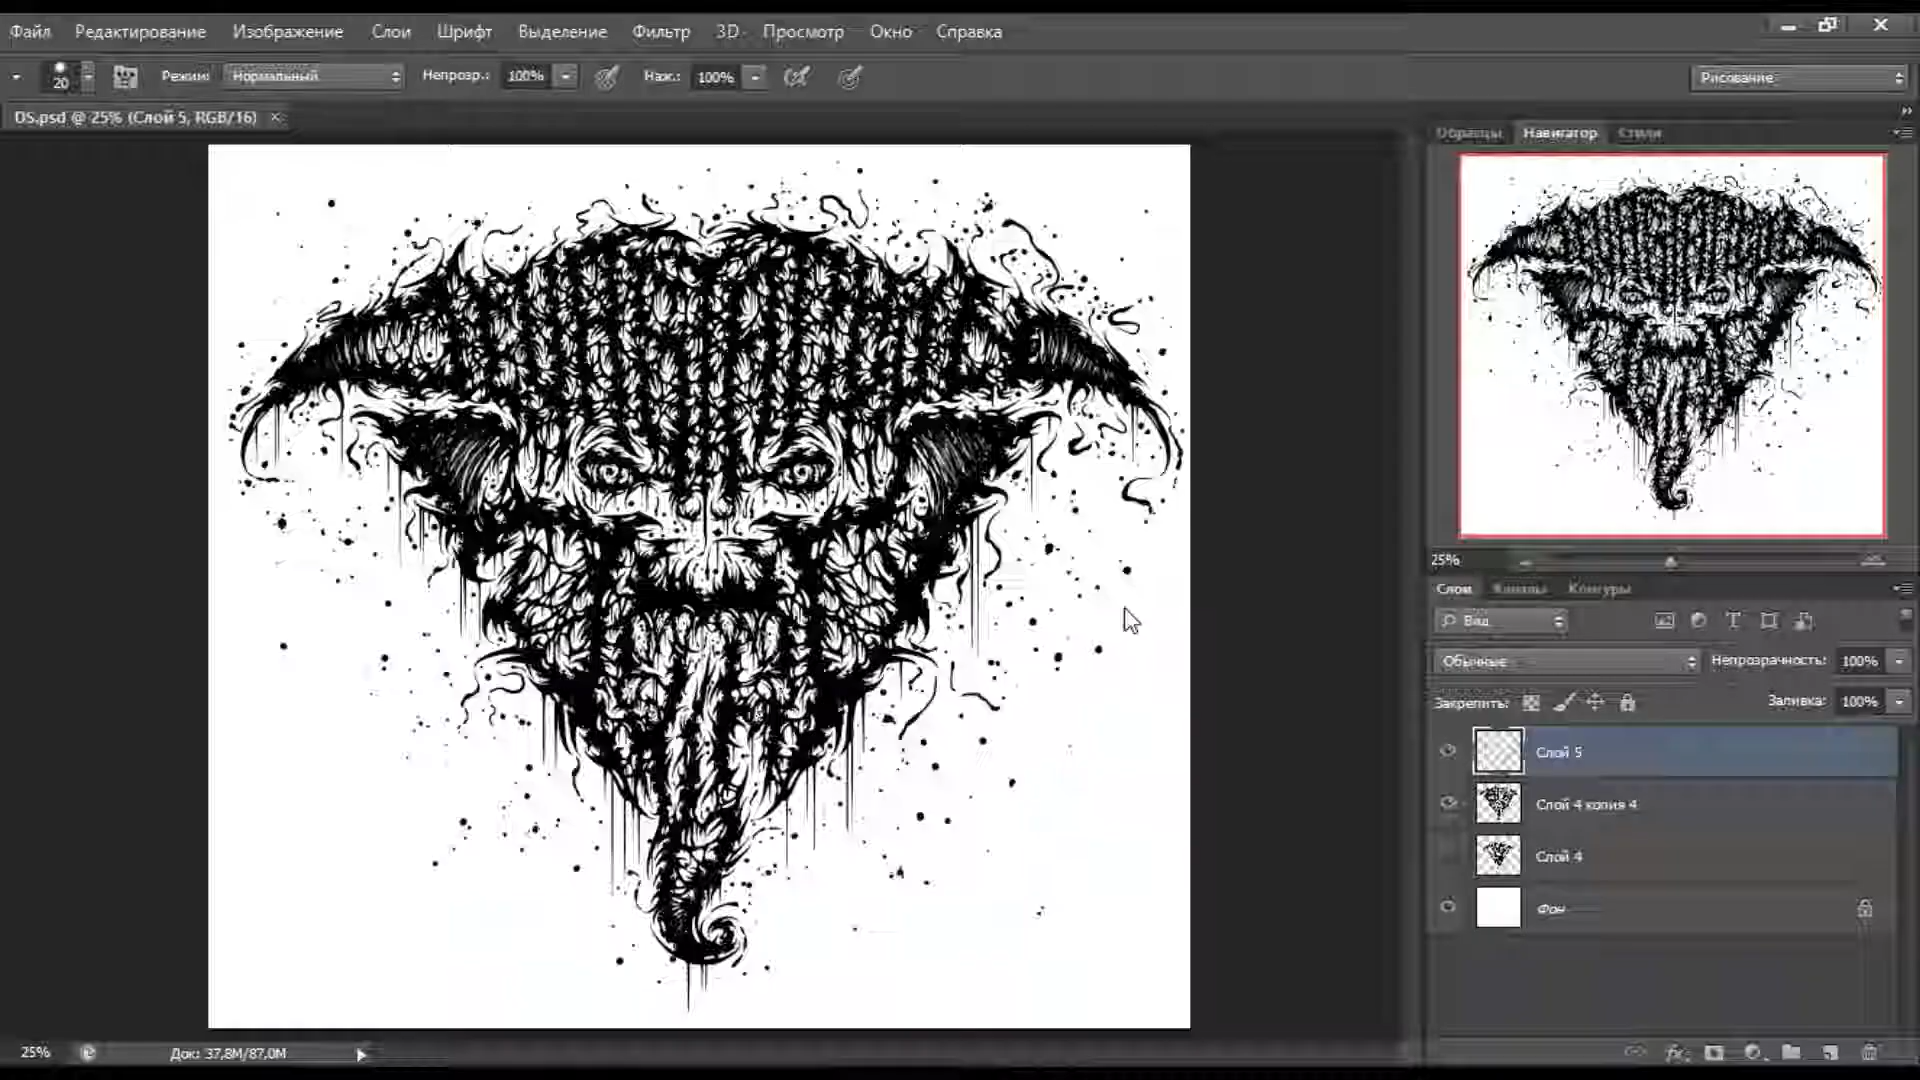 Файл Редактирование Изображение Слои Шрифт Выделение Фильтр 3D Просмотр Окно Справка
20 Режим: Нормальный Непрозр.: 100% Наж.: 100% Рисование
DS.psd @ 25% (Слой 5, RGB/16) ×
Образцы Навигатор Стили
25%
Слои Каналы Контуры
Вид
Обычные Непрозрачность: 100%
Закрепить: Заливка: 100%
Слой 5
Слой 4 копия 4
Слой 4
Фон
25% Док: 37,8M/87,0M